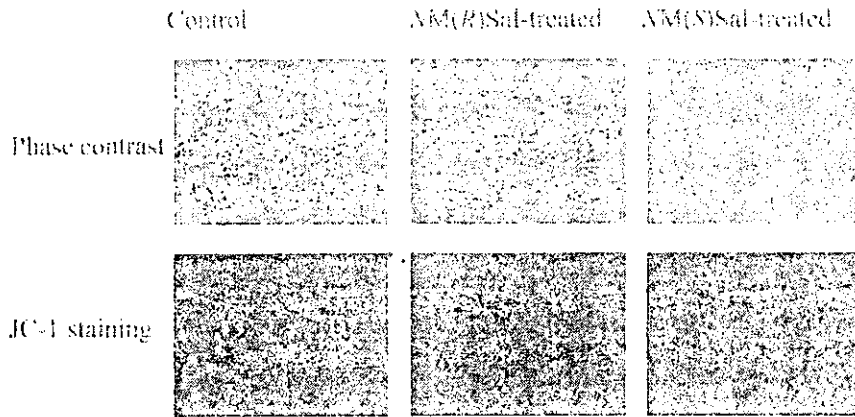 Control NM(R)Sal-treated NM(S)Sal-treated
Phase contrast
JC-1 staining